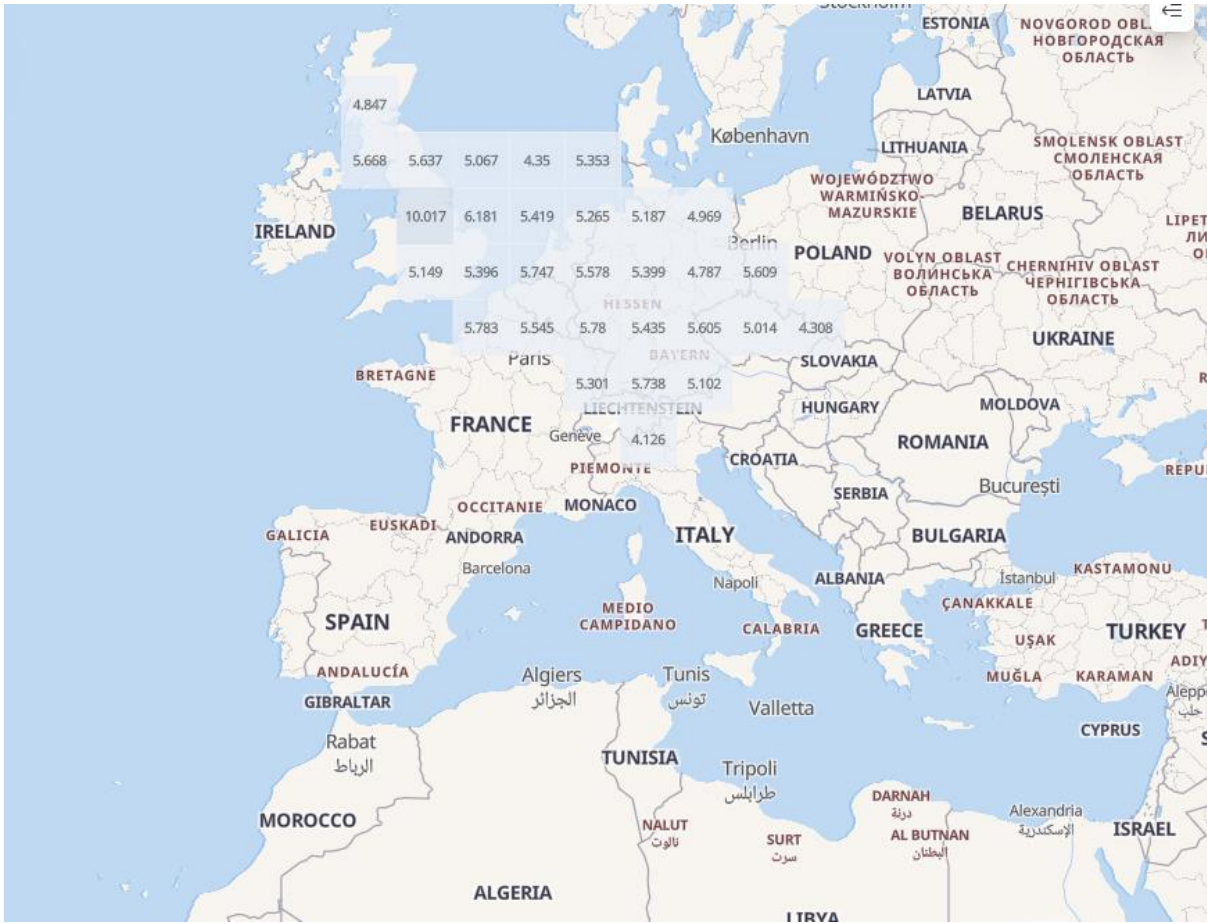 Stockholm
ESTONIA
NOVGOROD OBL
НОВГОРОДСКАЯ
ОБЛАСТЬ
4.847
LATVIA
København
LITHUANIA
SMOLENSK OBLAST
СМОЛЕНСКАЯ
ОБЛАСТЬ
5.668 5.637 5.067 4.35 5.353
WOJEWÓDZTWO
WARMIŃSKO-
MAZURSKIE
BELARUS
IRELAND
10.017 6.181 5.419 5.265 5.187 4.969
Berlin
POLAND
VOLYN OBLAST
ВОЛИНСЬКА
ОБЛАСТЬ
CHERNIHIV OBLAST
ЧЕРНІГІВСЬКА
ОБЛАСТЬ
5.149 5.396 5.747 5.578 5.399 4.787 5.609
HESSEN
5.783 5.545 5.78 5.435 5.605 5.014 4.308
UKRAINE
Paris
BAYERN
SLOVAKIA
BRETAGNE
5.301 5.738 5.102
LIECHTENSTEIN
HUNGARY
MOLDOVA
FRANCE
Genève
4.126
ROMANIA
CROATIA
PIEMONTE
București
SERBIA
OCCITANIE
MONACO
EUSKADI
GALICIA
ANDORRA
ITALY
BULGARIA
Barcelona
Napoli
ALBANIA
İstanbul
KASTAMONU
ÇANAKKALE
MEDIO
CAMPIDANO
SPAIN
CALABRIA
GREECE
UŞAK
TURKEY
ANDALUCÍA
MUĞLA
KARAMAN
GIBRALTAR
Algiers
الجزائر
Tunis
تونس
Valletta
حلب
CYPRUS
Rabat
الرباط
TUNISIA
Tripoli
طرابلس
MOROCCO
NALUT
نالوت
SURT
سرت
DARNAH
درنة
AL BUTNAN
البطنان
Alexandria
الإسكندرية
ISRAEL
ALGERIA
LIBYA